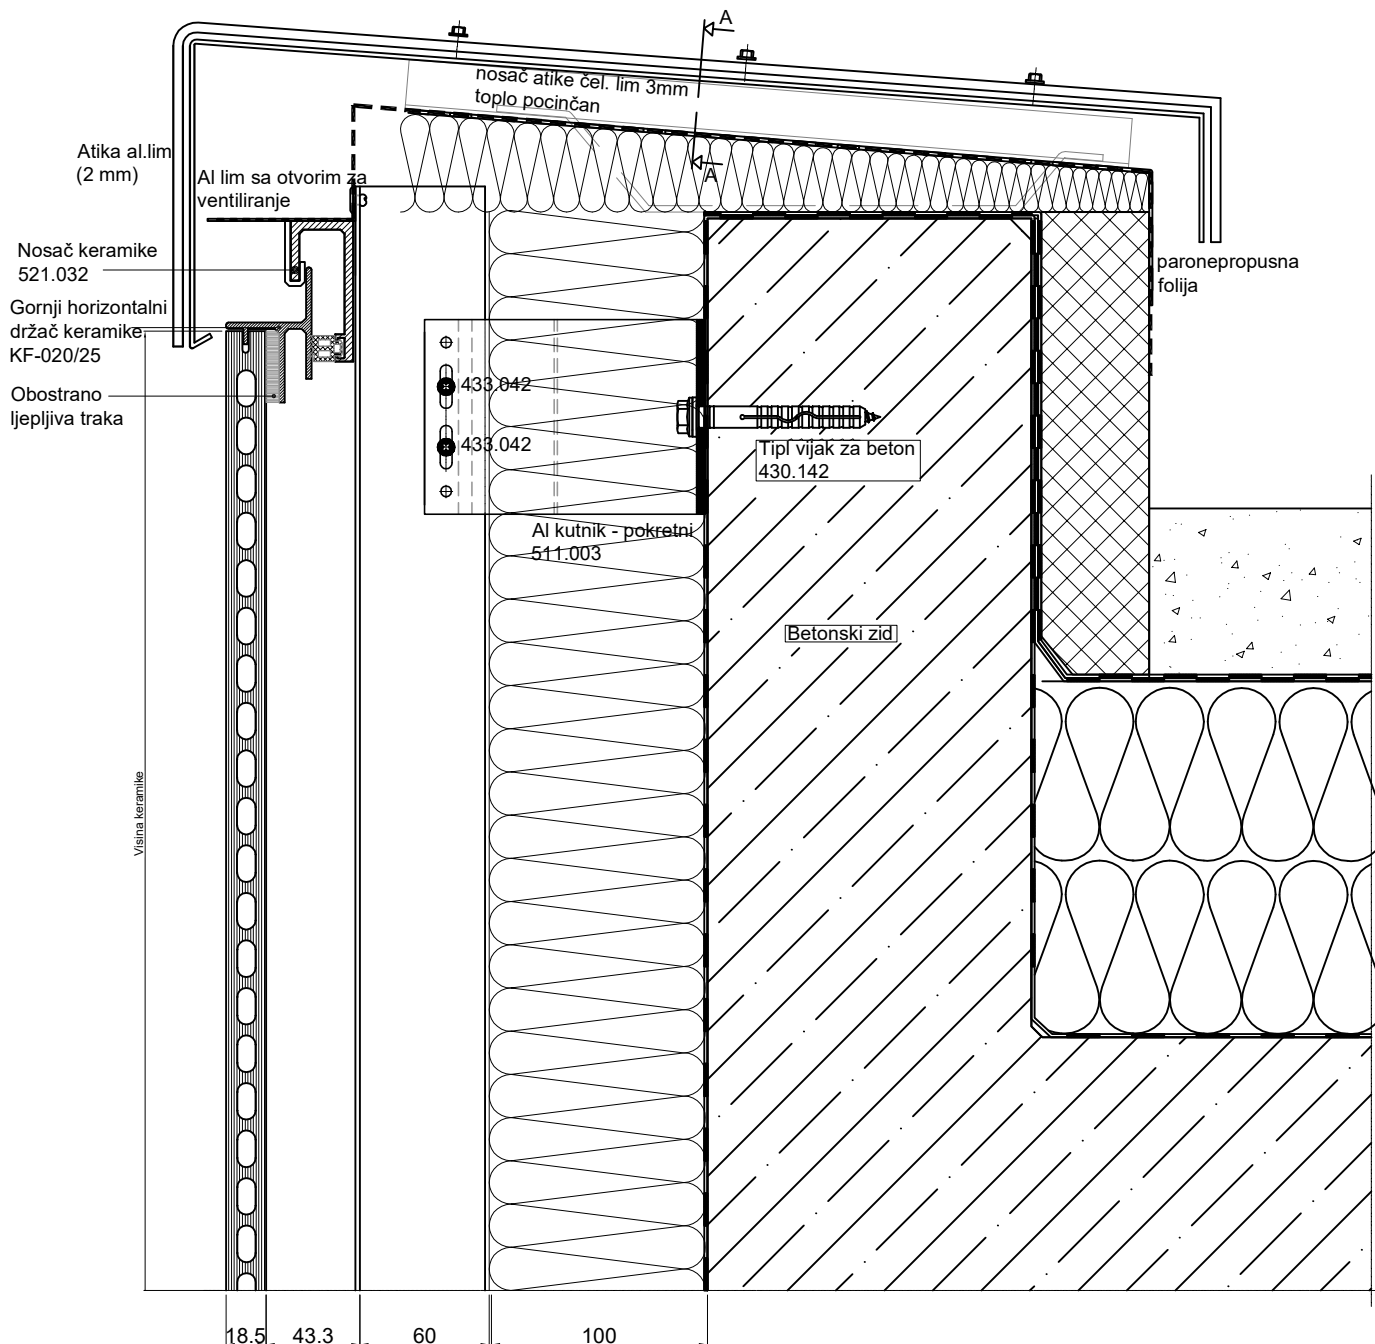 A
nosač atike čel. lim 3mm
toplo pocinčan
Atika al.lim
(2 mm)
A
Al lim sa otvorim za
ventiliranje
Nosač keramike
521.032
paronepropusna
folija
Gornji horizontalni
držač keramike
KF-020/25
Obostrano
ljepljiva traka
433.042
433.042
Tipl vijak za beton
430.142
Al kutnik - pokretni
511.003
Betonski zid
Visina keramike
18.5
43.3
60
100